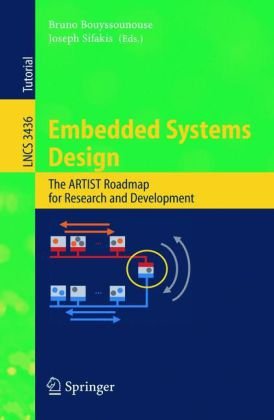 Bruno Bouyssounouse
Joseph Sifakis (Eds.)
Tutorial
LNCS 3436
Embedded Systems
Design
The ARTIST Roadmap
for Research and Development
Springer